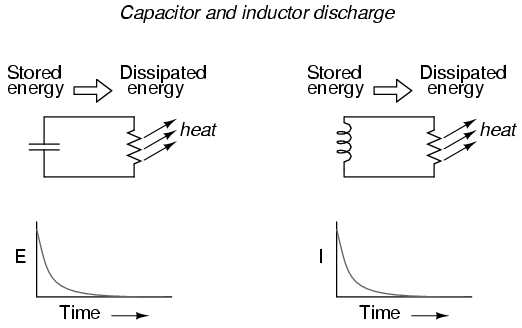 Capacitor and inductor discharge
Stored energy
Dissipated energy
heat
E
Time
Stored energy
Dissipated energy
heat
I
Time